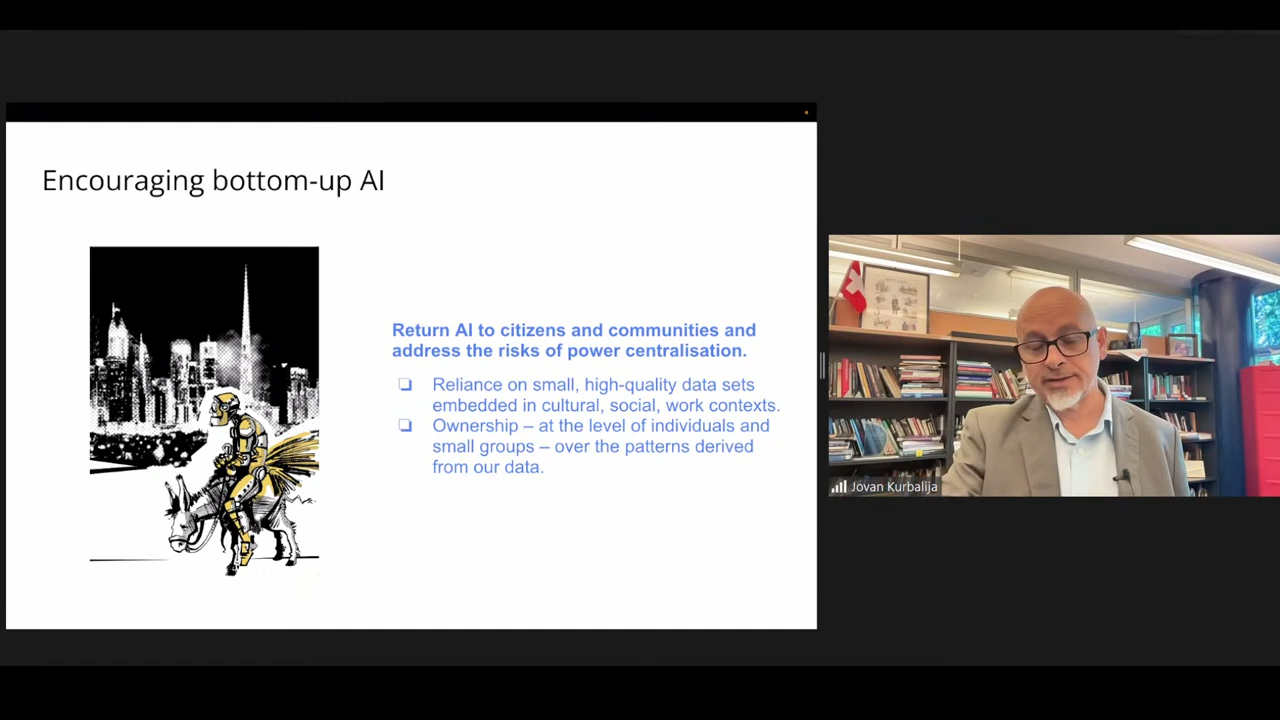 Encouraging bottom-up AI
Return AI to citizens and communities and
address the risks of power centralisation.
❏ Reliance on small, high-quality data sets
embedded in cultural, social, work contexts.
❏ Ownership – at the level of individuals and
small groups – over the patterns derived
from our data.
Jovan Kurbalija